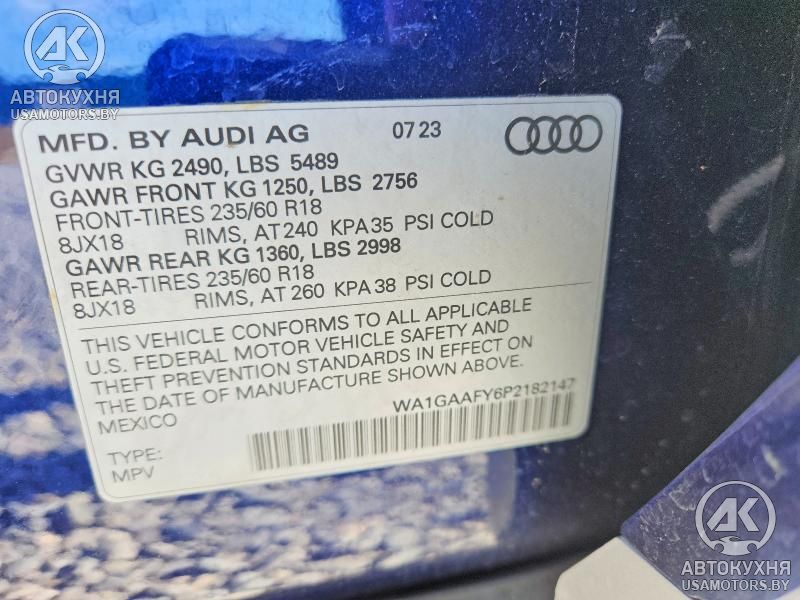 АК
АВТОКУХНЯ
USAMOTORS.BY
MFD. BY AUDI AG 07 23
GVWR KG 2490, LBS 5489
GAWR FRONT KG 1250, LBS 2756
FRONT-TIRES 235/60 R18
8JX18 RIMS, AT 240 KPA 35 PSI COLD
GAWR REAR KG 1360, LBS 2998
REAR-TIRES 235/60 R18
8JX18 RIMS, AT 260 KPA 38 PSI COLD
THIS VEHICLE CONFORMS TO ALL APPLICABLE
U.S. FEDERAL MOTOR VEHICLE SAFETY AND
THEFT PREVENTION STANDARDS IN EFFECT ON
THE DATE OF MANUFACTURE SHOWN ABOVE.
MEXICO
WA1GAAFY6P2182147
TYPE:
MPV
АК
АВТОКУХНЯ
USAMOTORS.BY